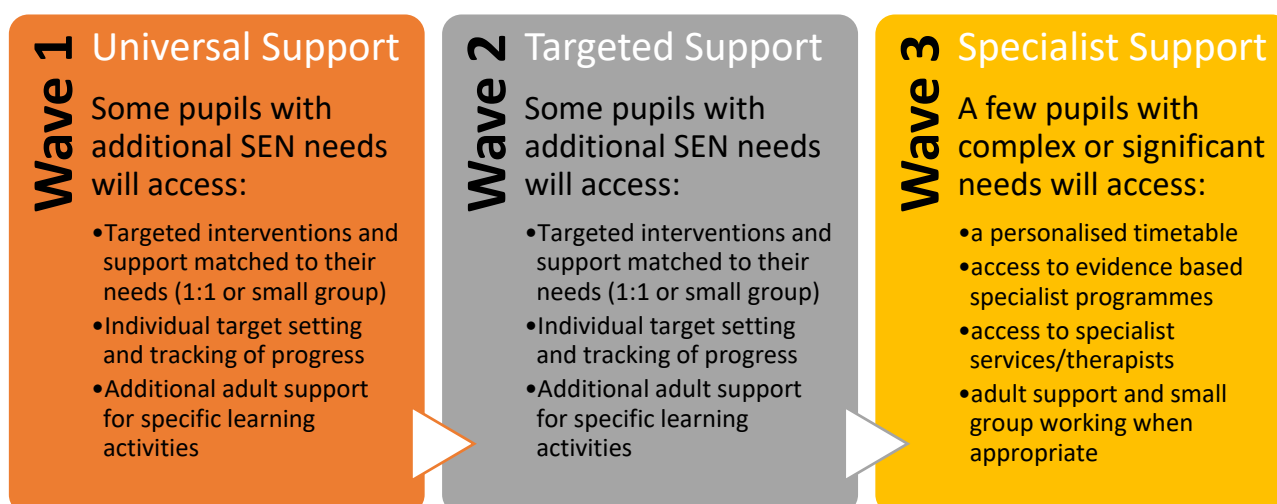 Wave 1
Universal Support
Some pupils with
additional SEN needs
will access:
•Targeted interventions and
support matched to their
needs (1:1 or small group)
•Individual target setting
and tracking of progress
•Additional adult support
for specific learning
activities
Wave 2
Targeted Support
Some pupils with
additional SEN needs
will access:
•Targeted interventions and
support matched to their
needs (1:1 or small group)
•Individual target setting
and tracking of progress
•Additional adult support
for specific learning
activities
Wave 3
Specialist Support
A few pupils with
complex or significant
needs will access:
•a personalised timetable
•access to evidence based
specialist programmes
•access to specialist
services/therapists
•adult support and small
group working when
appropriate